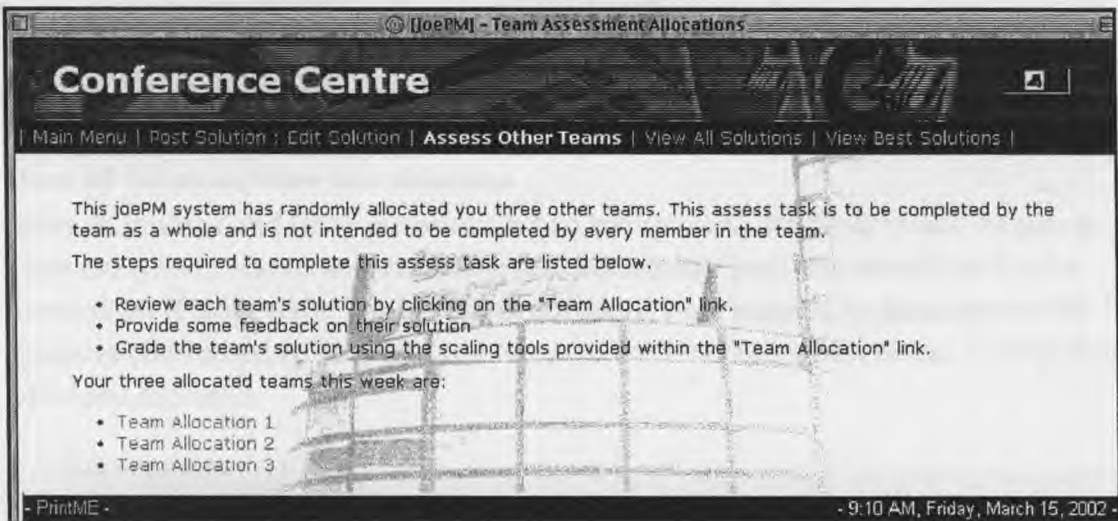 [JoePM] - Team Assessment Allocations
Conference Centre
| Main Menu | Post Solution | Edit Solution | Assess Other Teams | View All Solutions | View Best Solutions |
This joePM system has randomly allocated you three other teams. This assess task is to be completed by the
team as a whole and is not intended to be completed by every member in the team.
The steps required to complete this assess task are listed below.
• Review each team's solution by clicking on the "Team Allocation" link.
• Provide some feedback on their solution
• Grade the team's solution using the scaling tools provided within the "Team Allocation" link.
Your three allocated teams this week are:
• Team Allocation 1
• Team Allocation 2
• Team Allocation 3
- PrintME -
- 9:10 AM, Friday, March 15, 2002 -